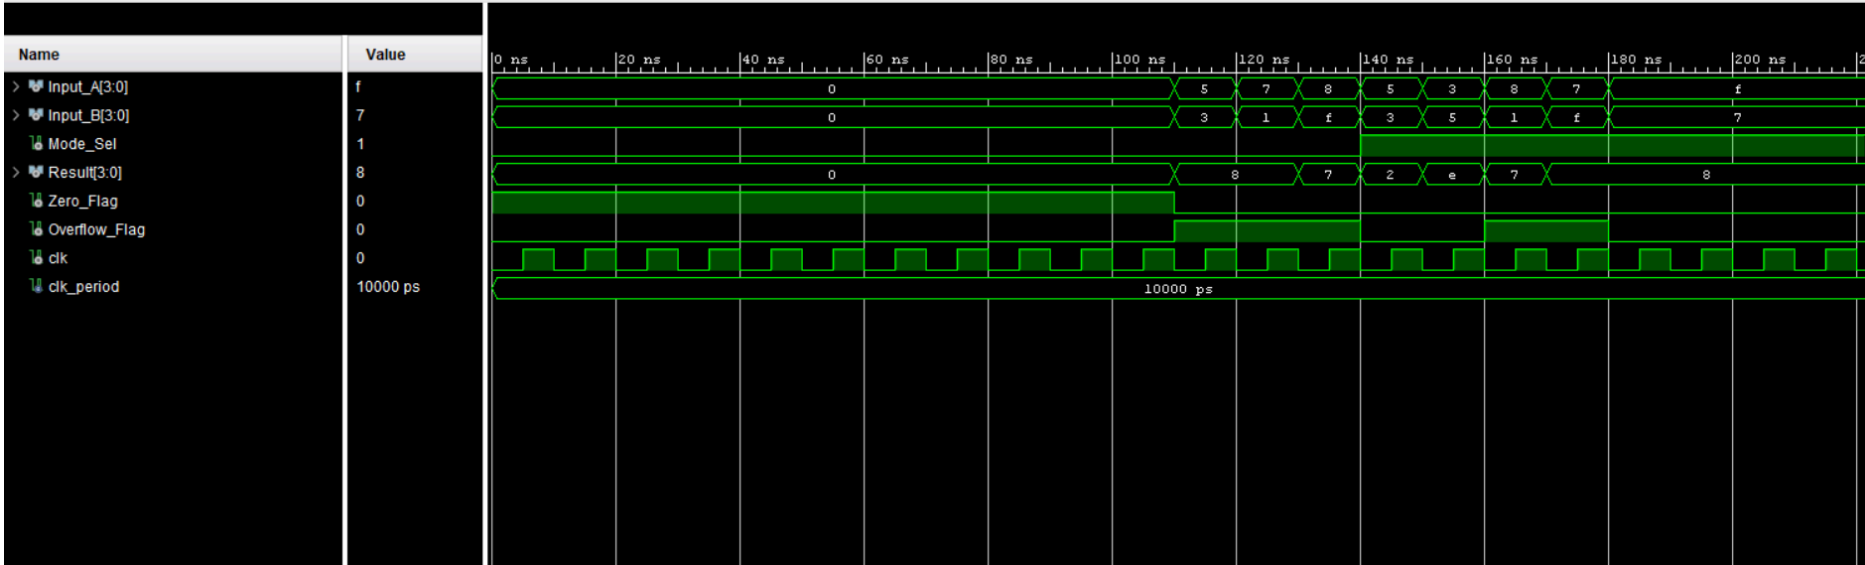 Name Value
0 ns 20 ns 40 ns 60 ns 80 ns 100 ns 120 ns 140 ns 160 ns 180 ns 200 ns 2
Input_A[3:0] f 0 5 7 8 5 3 8 7 f
Input_B[3:0] 7 0 3 1 f 3 5 1 f 7
Mode_Sel 1
Result[3:0] 8 0 8 7 2 e 7 8
Zero_Flag 0
Overflow_Flag 0
clk 0
clk_period 10000 ps 10000 ps